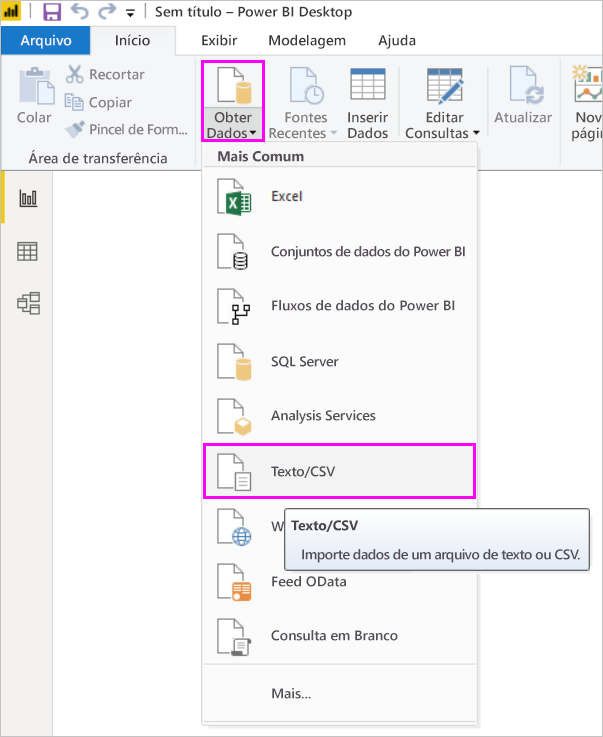 Sem título – Power BI Desktop
Arquivo Início Exibir Modelagem Ajuda
Colar
Recortar
Copiar
Pincel de Form...
Área de transferência
Obter
Dados
Fontes
Recentes
Inserir
Dados
Editar
Consultas
Atualizar
Nov
págin
Mais Comum
Excel
Conjuntos de dados do Power BI
Fluxos de dados do Power BI
SQL Server
Analysis Services
Texto/CSV
W
Texto/CSV
Importe dados de um arquivo de texto ou CSV.
Feed OData
Consulta em Branco
Mais...